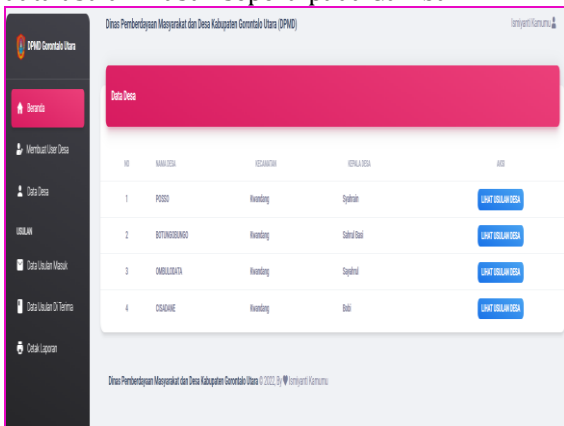 Dinas Pemberdayaan Masyarakat dan Desa Kabupaten Gorontalo Utara (DPMD)
Ismiyanti Kamumu
DPMD Gorontalo Utara
Beranda
Membuat User Desa
Data Desa
USULAN
Data Usulan Masuk
Data Usulan Di Terima
Cetak Laporan
Data Desa
NO NAMA DESA KECAMATAN KEPALA DESA AKSI
1 POSSO Kwandang Syahrain LIHAT USULAN DESA
2 BOTUNGOBUNGO Kwandang LIHAT USULAN DESA
3 OMBULODATA Kwandang LIHAT USULAN DESA
4 CISADANE Kwandang Bobi LIHAT USULAN DESA
Dinas Pemberdayaan Masyarakat dan Desa Kabupaten Gorontalo Utara © 2022, By Ismiyanti Kamumu